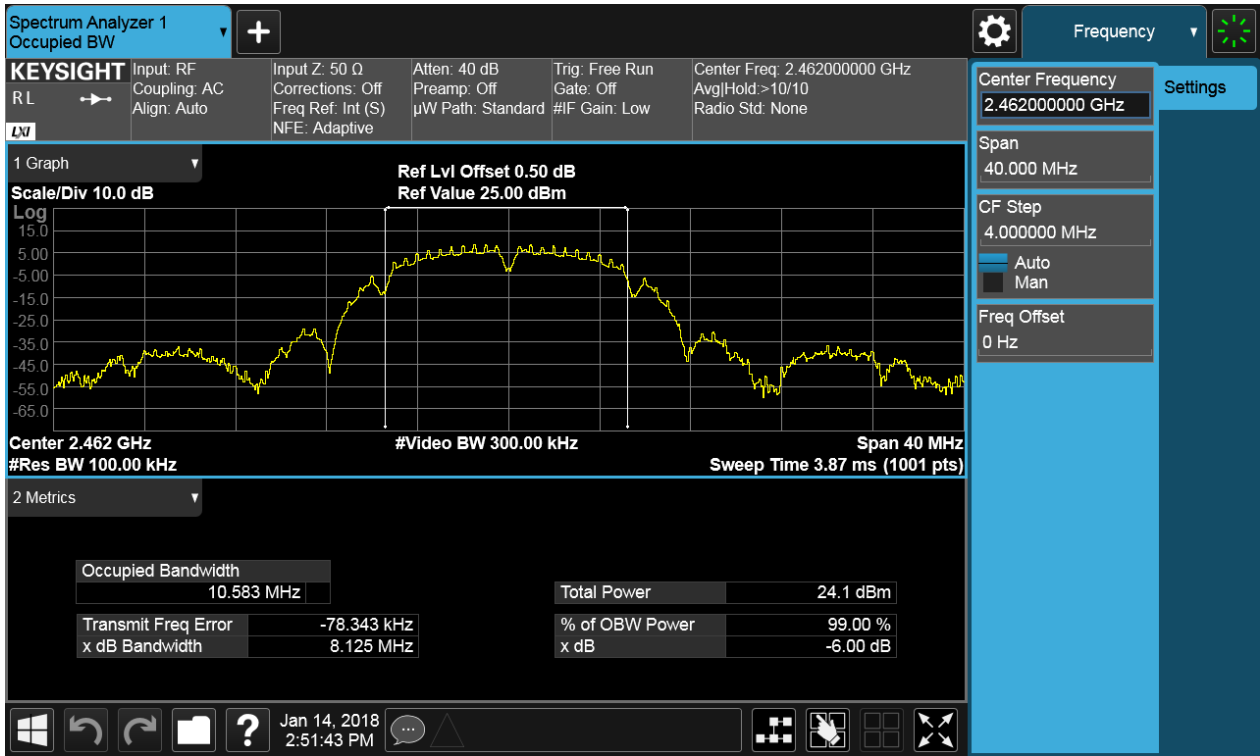 Spectrum Analyzer 1
Occupied BW
+
Frequency
KEYSIGHT
R L
LXI
Input: RF
Coupling: AC
Align: Auto
Input Z: 50 Ω
Corrections: Off
Freq Ref: Int (S)
NFE: Adaptive
Atten: 40 dB
Preamp: Off
µW Path: Standard
Trig: Free Run
Gate: Off
#IF Gain: Low
Center Freq: 2.462000000 GHz
Avg|Hold:>10/10
Radio Std: None
Center Frequency
2.462000000 GHz
Settings
Span
40.000 MHz
CF Step
4.000000 MHz
Auto
Man
Freq Offset
0 Hz
1 Graph
Scale/Div 10.0 dB
Ref Lvl Offset 0.50 dB
Ref Value 25.00 dBm
Log
15.0
5.00
-5.00
-15.0
-25.0
-35.0
-45.0
-55.0
-65.0
Center 2.462 GHz
#Video BW 300.00 kHz
Span 40 MHz
#Res BW 100.00 kHz
Sweep Time 3.87 ms (1001 pts)
2 Metrics
Occupied Bandwidth
10.583 MHz
Total Power 24.1 dBm
Transmit Freq Error -78.343 kHz
% of OBW Power 99.00 %
x dB Bandwidth 8.125 MHz
x dB -6.00 dB
?
Jan 14, 2018
2:51:43 PM